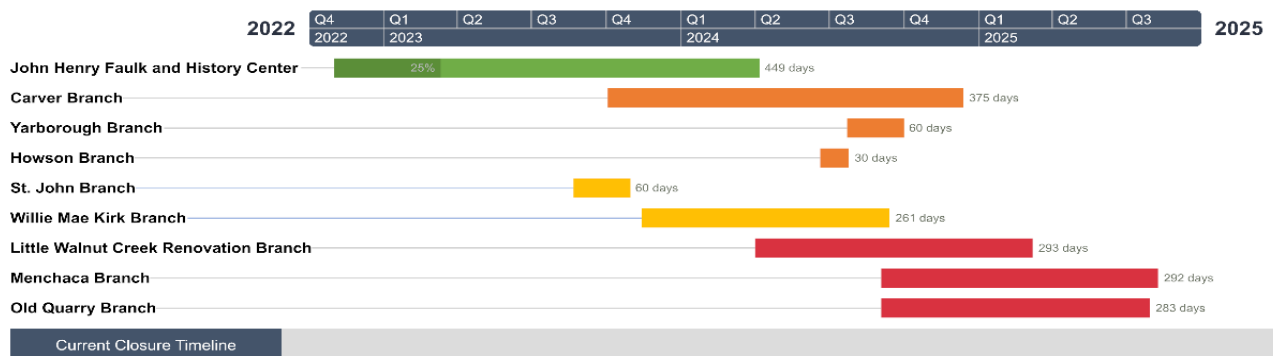 2022
Q4 Q1 Q2 Q3 Q4 Q1 Q2 Q3 Q4 Q1 Q2 Q3
2022 2023 2024 2025
2025
John Henry Faulk and History Center 25% 449 days
Carver Branch 375 days
Yarborough Branch 60 days
Howson Branch 30 days
St. John Branch 60 days
Willie Mae Kirk Branch 261 days
Little Walnut Creek Renovation Branch 293 days
Menchaca Branch 292 days
Old Quarry Branch 283 days
Current Closure Timeline